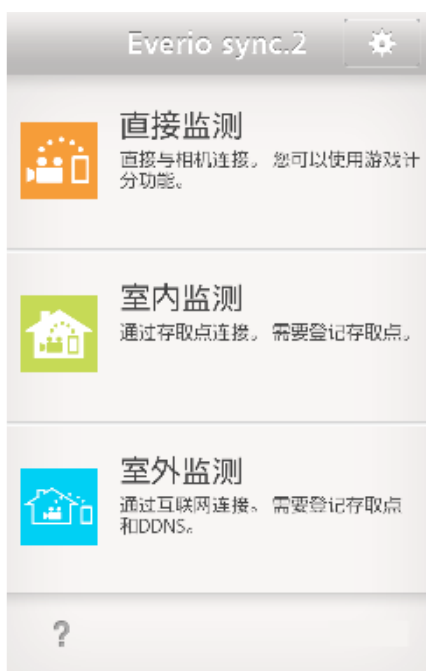 Everio sync.2
直接监测
直接与相机连接。 您可以使用游戏计
分功能。
室内监测
通过存取点连接。 需要登记存取点。
室外监测
通过互联网连接。 需要登记存取点
和DDNS。
?